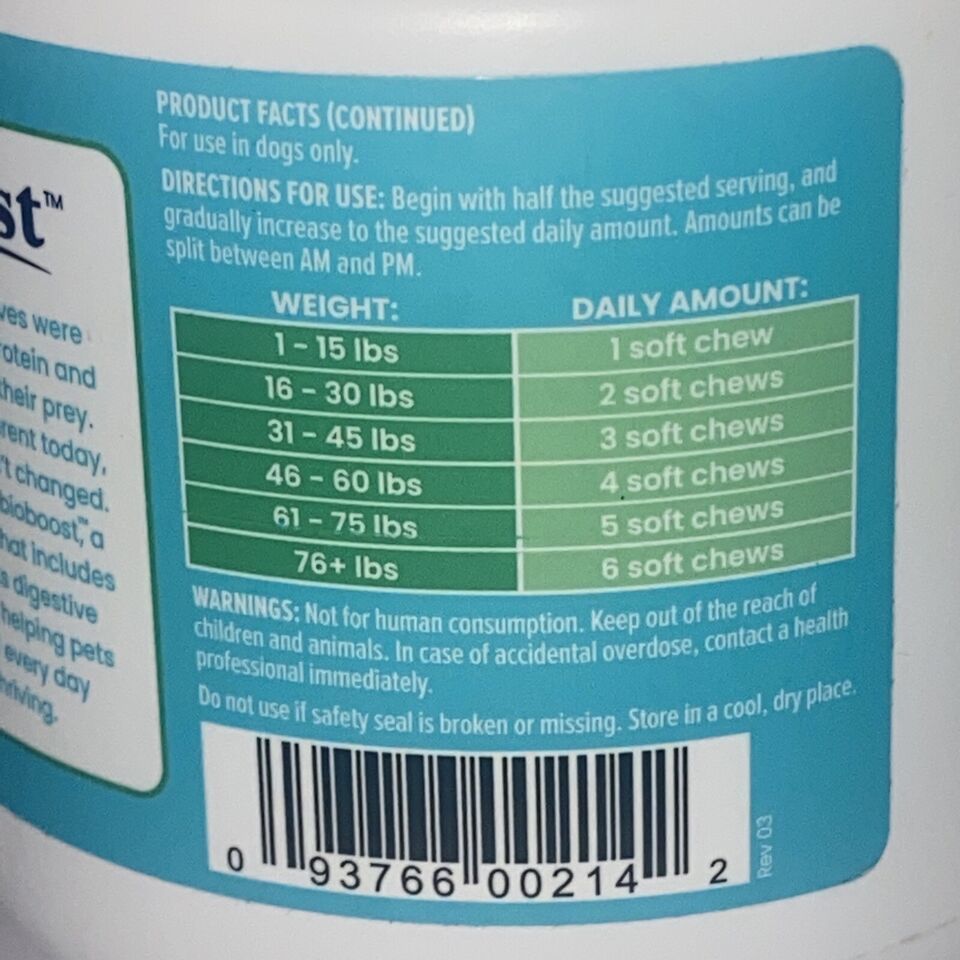 st™
were
protein and
their prey.
today,
changed.
bioboost,™ a
that includes
digestive
helping pets
every day
thriving.
PRODUCT FACTS (CONTINUED)
For use in dogs only.
DIRECTIONS FOR USE: Begin with half the suggested serving, and
gradually increase to the suggested daily amount. Amounts can be
split between AM and PM.
WEIGHT: DAILY AMOUNT:
1 - 15 lbs 1 soft chew
16 - 30 lbs 2 soft chews
31 - 45 lbs 3 soft chews
46 - 60 lbs 4 soft chews
61 - 75 lbs 5 soft chews
76+ lbs 6 soft chews
WARNINGS: Not for human consumption. Keep out of the reach of
children and animals. In case of accidental overdose, contact a health
professional immediately.
Do not use if safety seal is broken or missing. Store in a cool, dry place.
0 93766 00214 2
Rev 03